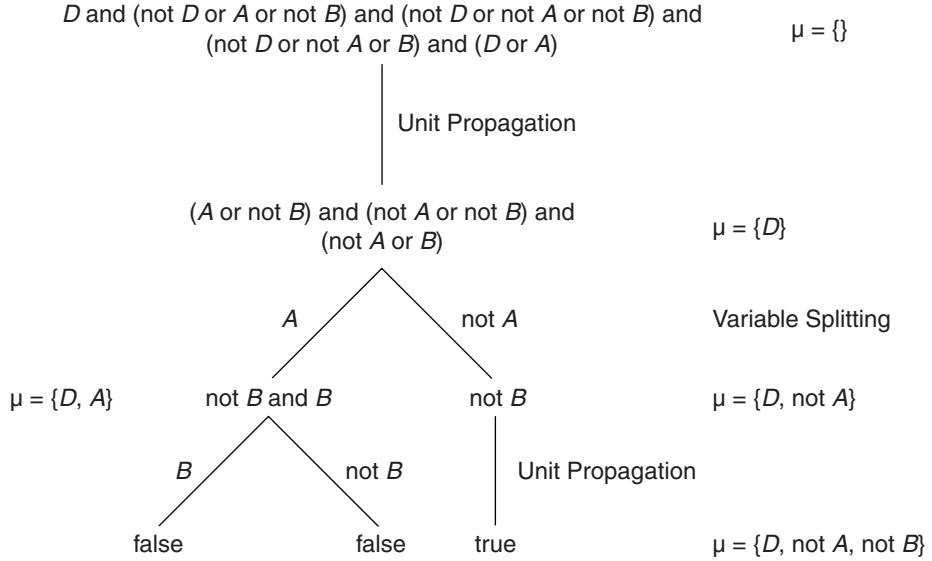 D and (not D or A or not B) and (not D or not A or not B) and
(not D or not A or B) and (D or A)
μ = {}
Unit Propagation
(A or not B) and (not A or not B) and
(not A or B)
μ = {D}
A
not A
Variable Splitting
μ = {D, A}
not B and B
not B
μ = {D, not A}
B
not B
Unit Propagation
false
false
true
μ = {D, not A, not B}